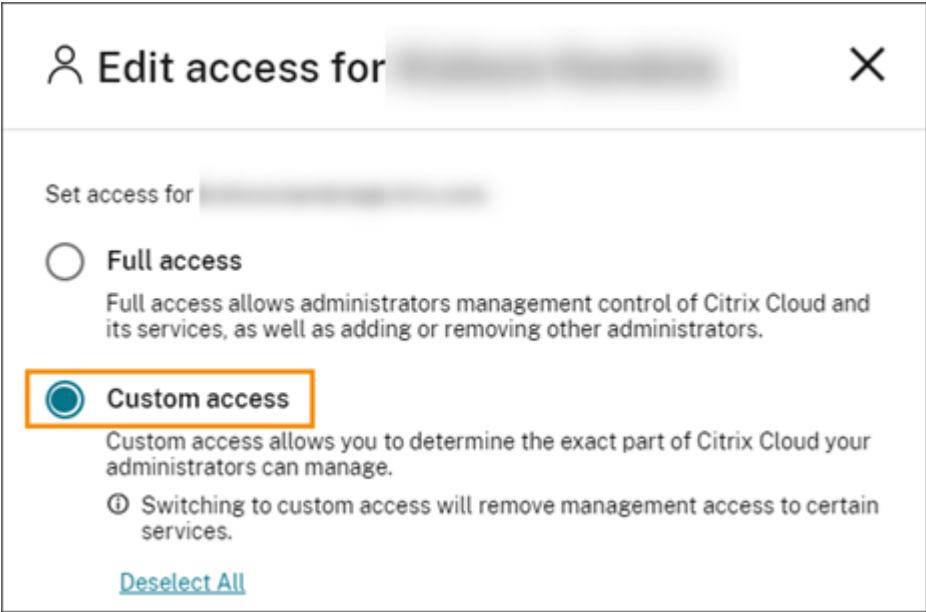 Edit access for
Set access for
Full access
Full access allows administrators management control of Citrix Cloud and
its services, as well as adding or removing other administrators.
Custom access
Custom access allows you to determine the exact part of Citrix Cloud your
administrators can manage.
Switching to custom access will remove management access to certain
services.
Deselect All